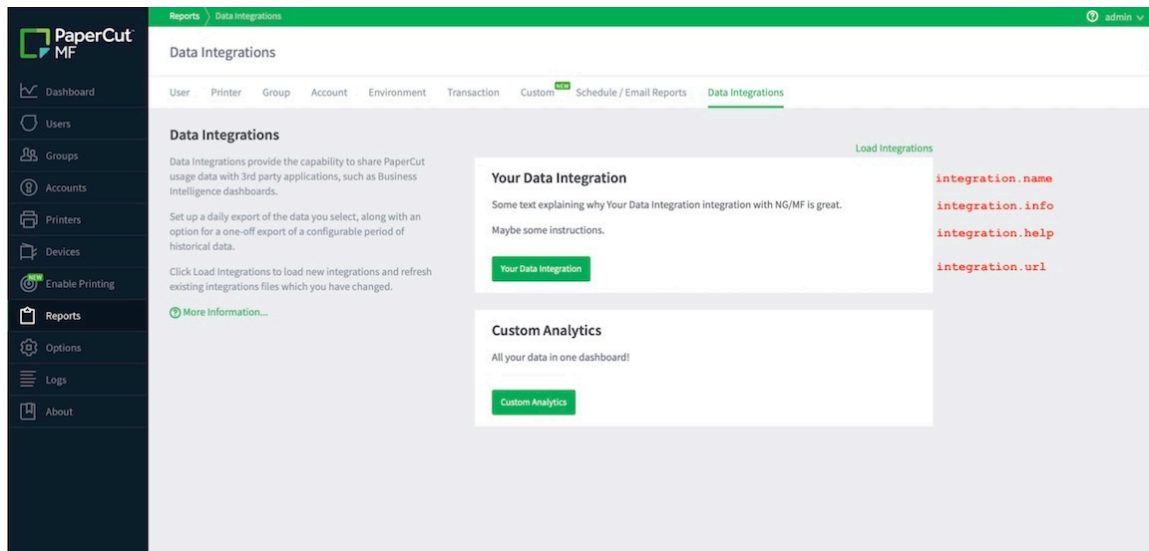 PaperCut
MF
Reports Data Integrations
admin
Data Integrations
User Printer Group Account Environment Transaction Custom NEW Schedule / Email Reports Data Integrations
Dashboard
Users
Groups
Accounts
Printers
Devices
NEW
Enable Printing
Reports
Options
Logs
About
Data Integrations
Data Integrations provide the capability to share PaperCut
usage data with 3rd party applications, such as Business
Intelligence dashboards.
Set up a daily export of the data you select, along with an
option for a one-off export of a configurable period of
historical data.
Click Load Integrations to load new integrations and refresh
existing integrations files which you have changed.
More Information...
Load Integrations
Your Data Integration integration.name
Some text explaining why Your Data Integration integration with NG/MF is great. integration.info
Maybe some instructions. integration.help
Your Data Integration integration.url
Custom Analytics
All your data in one dashboard!
Custom Analytics